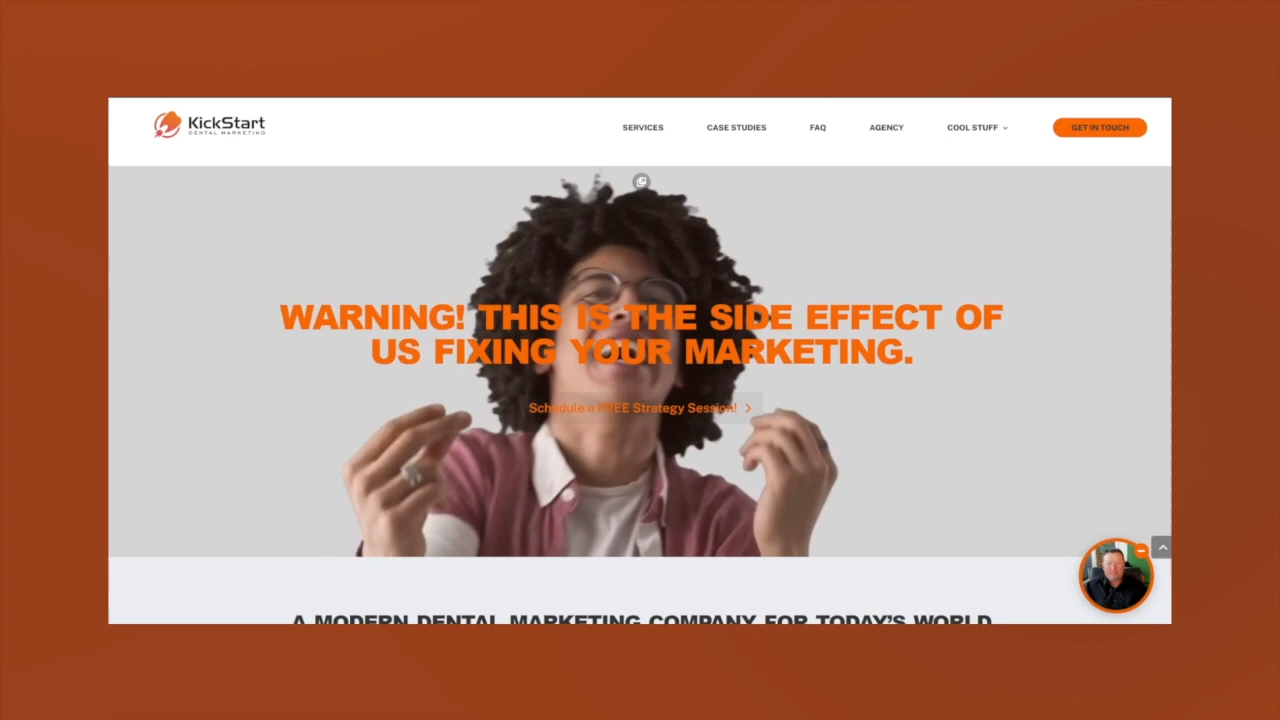 KickStart
DENTAL MARKETING
SERVICES
CASE STUDIES
FAQ
AGENCY
COOL STUFF
GET IN TOUCH
WARNING! THIS IS THE SIDE EFFECT OF
US FIXING YOUR MARKETING.
Schedule a FREE Strategy Session!
A MODERN DENTAL MARKETING COMPANY FOR TODAY'S WORLD